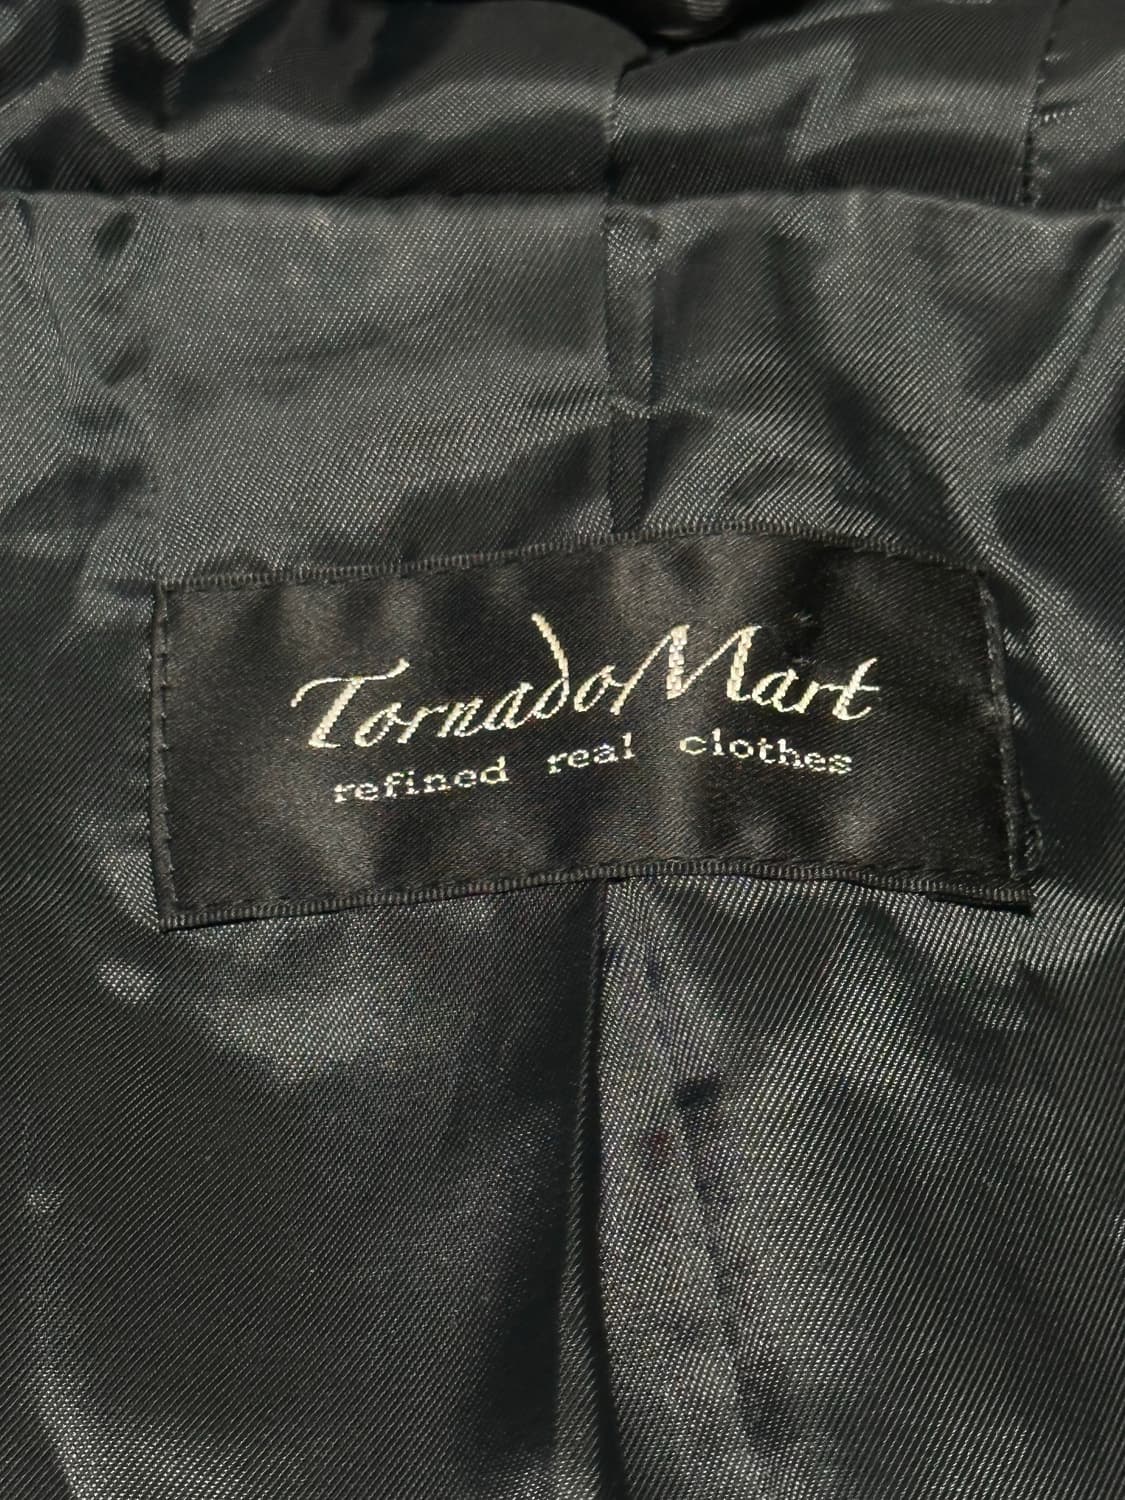 TornadoMart
refined real clothes